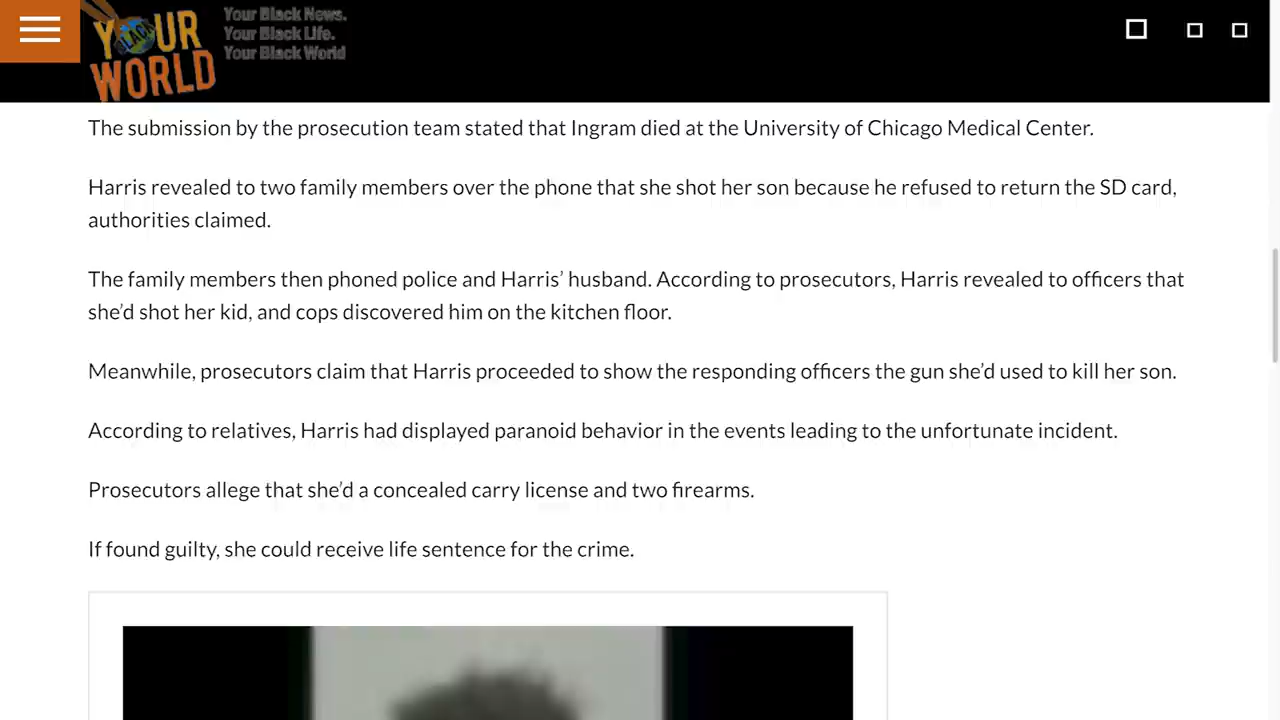 YOUR
BLACK
WORLD
Your Black News.
Your Black Life.
Your Black World
The submission by the prosecution team stated that Ingram died at the University of Chicago Medical Center.
Harris revealed to two family members over the phone that she shot her son because he refused to return the SD card,
authorities claimed.
The family members then phoned police and Harris’ husband. According to prosecutors, Harris revealed to officers that
she’d shot her kid, and cops discovered him on the kitchen floor.
Meanwhile, prosecutors claim that Harris proceeded to show the responding officers the gun she’d used to kill her son.
According to relatives, Harris had displayed paranoid behavior in the events leading to the unfortunate incident.
Prosecutors allege that she’d a concealed carry license and two firearms.
If found guilty, she could receive life sentence for the crime.